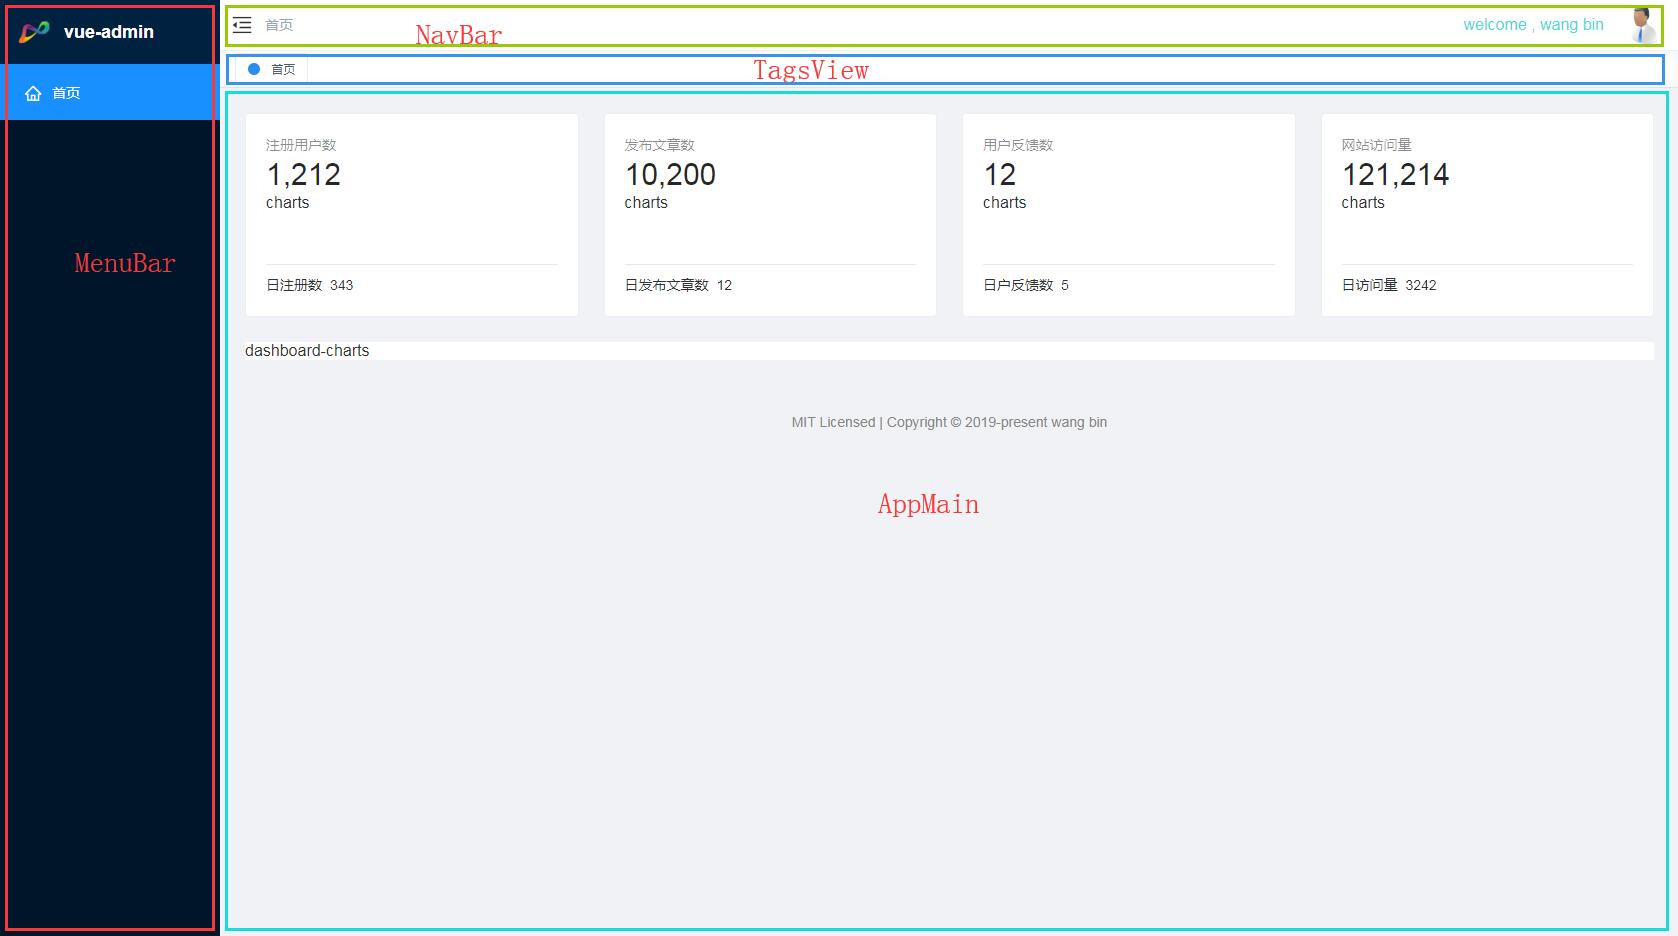 vue-admin
首页
MenuBar
首页
NavBar
welcome , wang bin
首页
TagsView
注册用户数
1,212
charts
日注册数 343
发布文章数
10,200
charts
日发布文章数 12
用户反馈数
12
charts
日户反馈数 5
网站访问量
121,214
charts
日访问量 3242
dashboard-charts
MIT Licensed | Copyright © 2019-present wang bin
AppMain